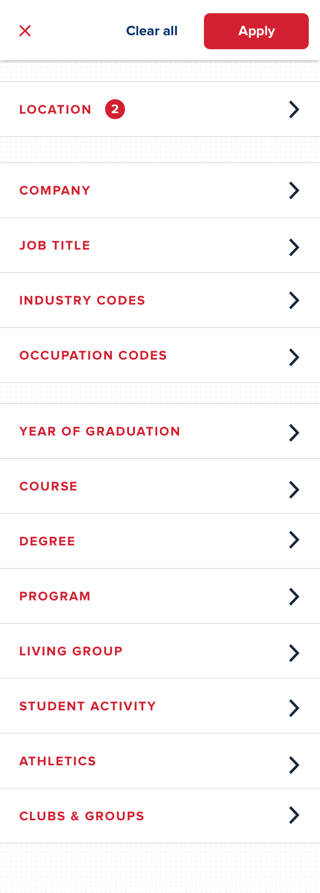 Clear all
Apply
LOCATION 2
COMPANY
JOB TITLE
INDUSTRY CODES
OCCUPATION CODES
YEAR OF GRADUATION
COURSE
DEGREE
PROGRAM
LIVING GROUP
STUDENT ACTIVITY
ATHLETICS
CLUBS & GROUPS